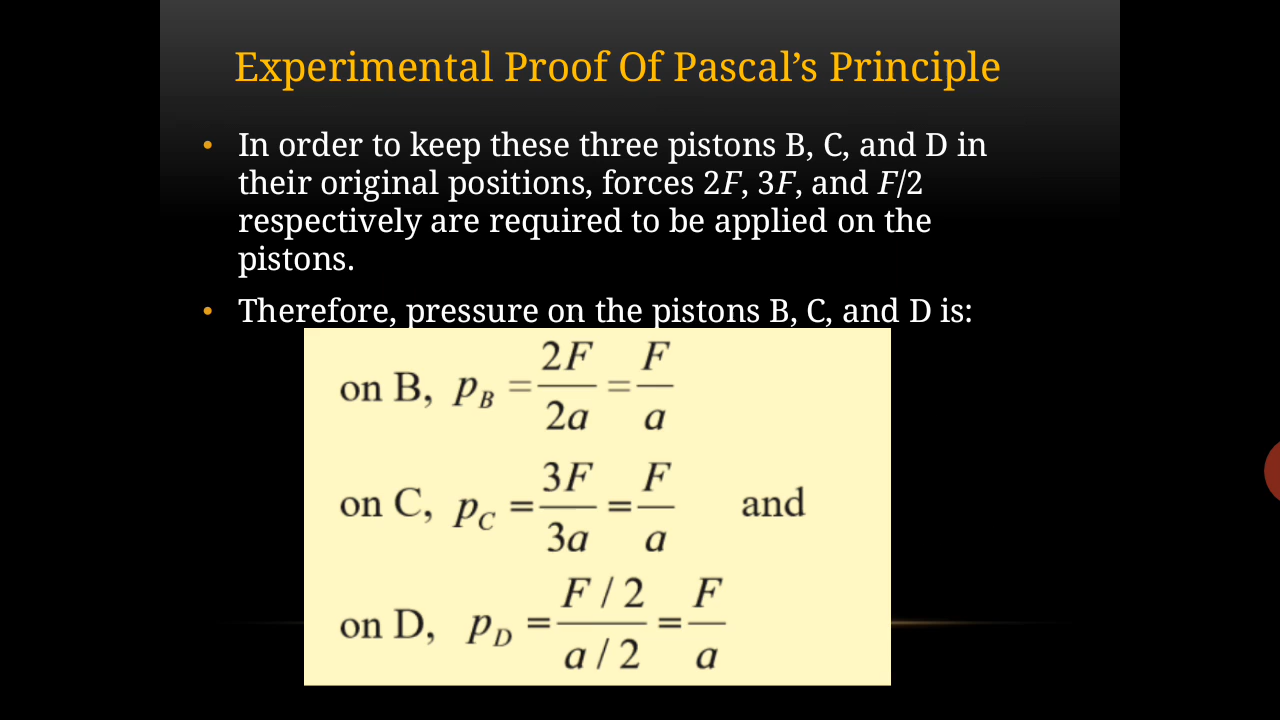 Experimental Proof Of Pascal’s Principle
• In order to keep these three pistons B, C, and D in
their original positions, forces 2F, 3F, and F/2
respectively are required to be applied on the
pistons.
• Therefore, pressure on the pistons B, C, and D is:
on B, p_B = 2F/2a = F/a
on C, p_C = 3F/3a = F/a and
on D, p_D = (F / 2)/(a / 2) = F/a